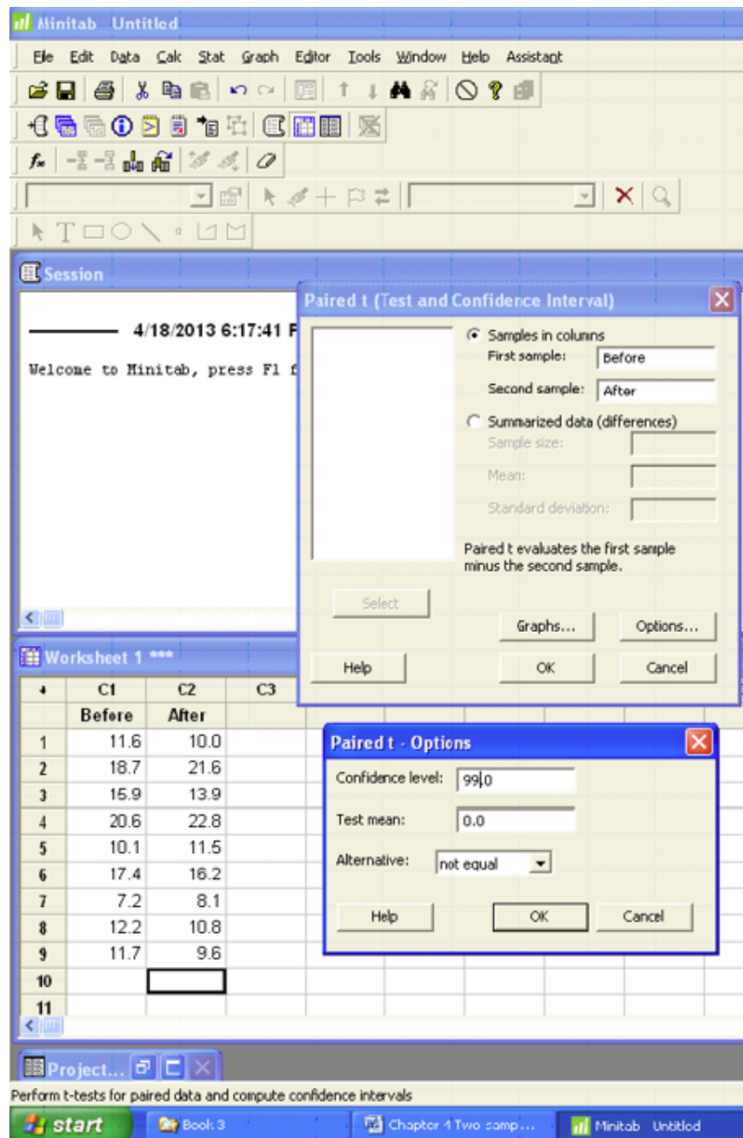 Minitab Untitled
File Edit Data Calc Stat Graph Editor Tools Window Help Assistant
Session
4/18/2013 6:17:41 P
Welcome to Minitab, press F1 f
Paired t (Test and Confidence Interval)
Samples in columns
First sample: Before
Second sample: After
Summarized data (differences)
Sample size:
Mean:
Standard deviation:
Paired t evaluates the first sample
minus the second sample.
Select
Graphs... Options...
Help OK Cancel
Worksheet 1 ***
C1 C2 C3
Before After
1 11.6 10.0
2 18.7 21.6
3 15.9 13.9
4 20.6 22.8
5 10.1 11.5
6 17.4 16.2
7 7.2 8.1
8 12.2 10.8
9 11.7 9.6
10
11
Paired t - Options
Confidence level: 99.0
Test mean: 0.0
Alternative: not equal
Help OK Cancel
Project...
Perform t-tests for paired data and compute confidence intervals
start Book 3 Chapter 4 Two samp... Minitab Untitled